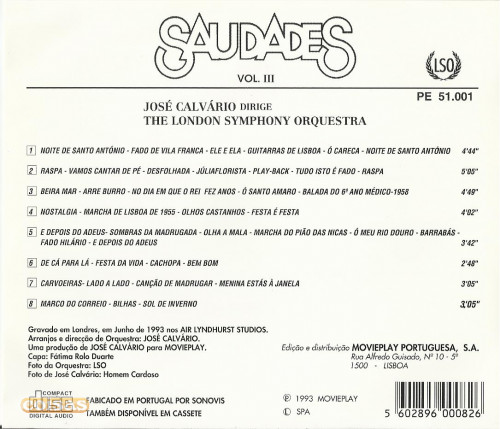 SAUDADES
VOL. III
LSO
PE 51.001
JOSÉ CALVÁRIO DIRIGE
THE LONDON SYMPHONY ORQUESTRA
1 NOITE DE SANTO ANTÓNIO - FADO DE VILA FRANCA - ELE E ELA - GUITARRAS DE LISBOA - Ó CARECA - NOITE DE SANTO ANTÓNIO 4'44"
2 RASPA - VAMOS CANTAR DE PÉ - DESFOLHADA - JÚLIAFLORISTA - PLAY-BACK - TUDO ISTO É FADO - RASPA 5'05"
3 BEIRA MAR - ARRE BURRO - NO DIA EM QUE O REI FEZ ANOS - Ó SANTO AMARO - BALADA DO 6º ANO MÉDICO-1958 4'49"
4 NOSTALGIA - MARCHA DE LISBOA DE 1955 - OLHOS CASTANHOS - FESTA É FESTA 4'02"
5 E DEPOIS DO ADEUS- SOMBRAS DA MADRUGADA - OLHA A MALA - MARCHA DO PIÃO DAS NICAS - Ó MEU RIO DOURO - BARRABÁS -
FADO HILÁRIO - E DEPOIS DO ADEUS 3'42"
6 DE CÁ PARA LÁ - FESTA DA VIDA - CACHOPA - BEM BOM 2'48"
7 CARVOEIRAS- LADO A LADO - CANÇÃO DE MADRUGAR - MENINA ESTÁS À JANELA 3'05"
8 MARCO DO CORREIO - BILHAS - SOL DE INVERNO 3'05"
Gravado em Londres, em Junho de 1993 nos AIR LYNDHURST STUDIOS.
Arranjos e direcção de Orquestra: JOSÉ CALVÁRIO.
Uma produção de JOSÉ CALVÁRIO para MOVIEPLAY.
Capa: Fátima Rolo Duarte
Foto da Orquestra: LSO
Foto de José Calvário: Homem Cardoso
Edição e distribuição MOVIEPLAY PORTUGUESA, S.A.
Rua Alfredo Guisado, Nº 10 - 5º
1500 - LISBOA
COMPACT
DIGITAL AUDIO
FABICADO EM PORTUGAL POR SONOVIS
TAMBÉM DISPONÍVEL EM CASSETE
Ⓟ 1993 MOVIEPLAY
Ⓛ SPA
5 602896 000826